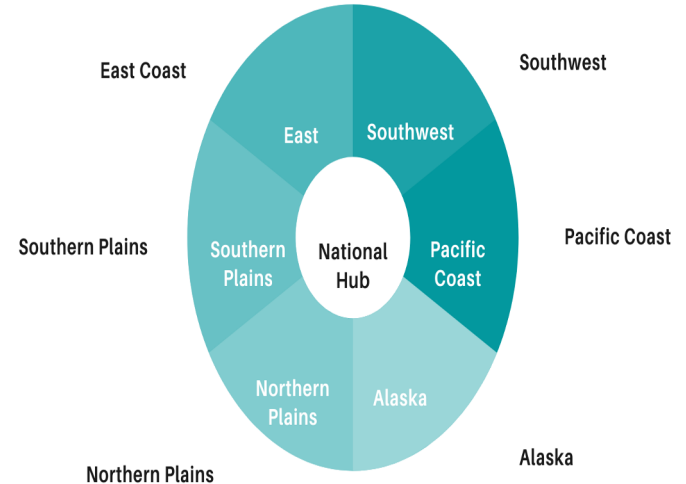 East Coast
Southwest
East
Southwest
Southern Plains
Southern
Plains
National
Hub
Pacific
Coast
Pacific Coast
Northern
Plains
Alaska
Northern Plains
Alaska